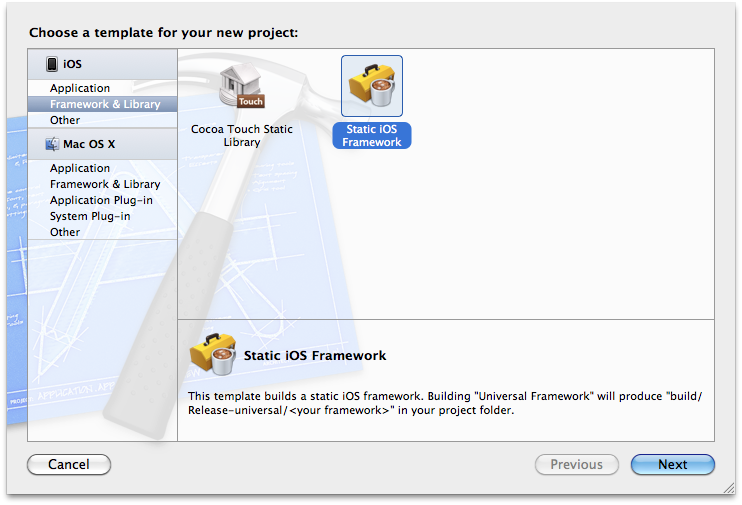 Choose a template for your new project:
iOS
Application
Framework & Library
Other
Mac OS X
Application
Framework & Library
Application Plug-in
System Plug-in
Other
Touch
Cocoa Touch Static
Library
Static iOS
Framework
Static iOS Framework
This template builds a static iOS framework. Building "Universal Framework" will produce "build/
Release-universal/<your framework>" in your project folder.
Cancel
Previous
Next